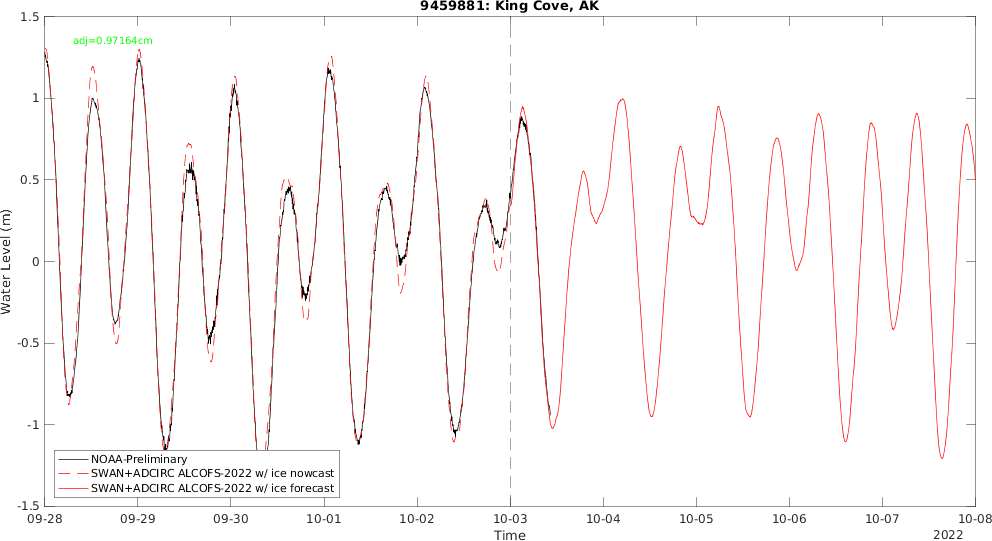 9459881: King Cove, AK
adj=0.97164cm
1.5
1
0.5
0
-0.5
-1
-1.5
Water Level (m)
NOAA-Preliminary
SWAN+ADCIRC ALCOFS-2022 w/ ice nowcast
SWAN+ADCIRC ALCOFS-2022 w/ ice forecast
09-28 09-29 09-30 10-01 10-02 10-03 10-04 10-05 10-06 10-07 10-08
Time
2022